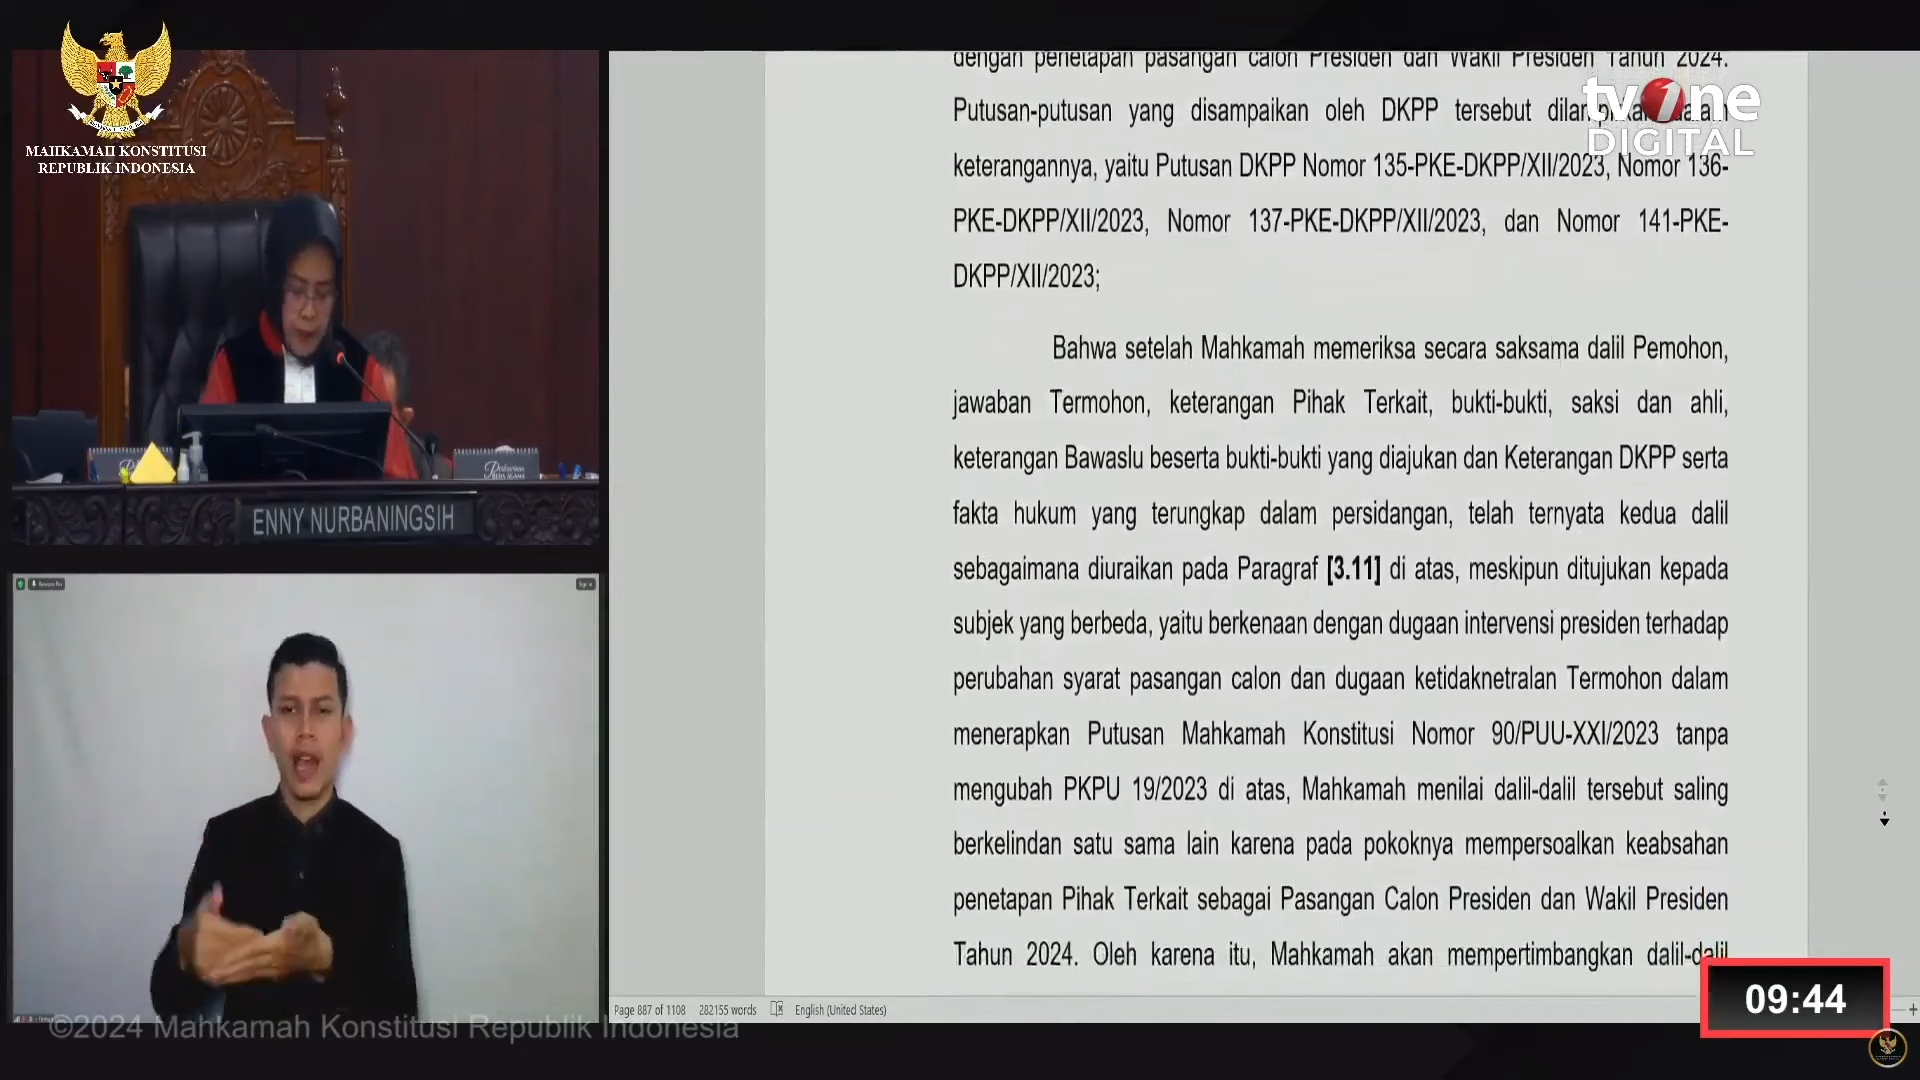 MAHKAMAH KONSTITUSI
REPUBLIK INDONESIA
ENNY NURBANINGSIH
dengan penetapan pasangan calon Presiden dan Wakil Presiden Tahun 2024.
tvOne
DIGITAL
Putusan-putusan yang disampaikan oleh DKPP tersebut
keterangannya, yaitu Putusan DKPP Nomor 135-PKE-DKPP/XII/2023, Nomor 136-
PKE-DKPP/XII/2023, Nomor 137-PKE-DKPP/XII/2023, dan Nomor 141-PKE-
DKPP/XII/2023;
Bahwa setelah Mahkamah memeriksa secara saksama dalil Pemohon,
jawaban Termohon, keterangan Pihak Terkait, bukti-bukti, saksi dan ahli,
keterangan Bawaslu beserta bukti-bukti yang diajukan dan Keterangan DKPP serta
fakta hukum yang terungkap dalam persidangan, telah ternyata kedua dalil
sebagaimana diuraikan pada Paragraf [3.11] di atas, meskipun ditujukan kepada
subjek yang berbeda, yaitu berkenaan dengan dugaan intervensi presiden terhadap
perubahan syarat pasangan calon dan dugaan ketidaknetralan Termohon dalam
menerapkan Putusan Mahkamah Konstitusi Nomor 90/PUU-XXI/2023 tanpa
mengubah PKPU 19/2023 di atas, Mahkamah menilai dalil-dalil tersebut saling
berkelindan satu sama lain karena pada pokoknya mempersoalkan keabsahan
penetapan Pihak Terkait sebagai Pasangan Calon Presiden dan Wakil Presiden
Tahun 2024. Oleh karena itu, Mahkamah akan mempertimbangkan dalil-dalil
Page 887 of 1108 282155 words English (United States)
09:44
©2024 Mahkamah Konstitusi Republik Indonesia